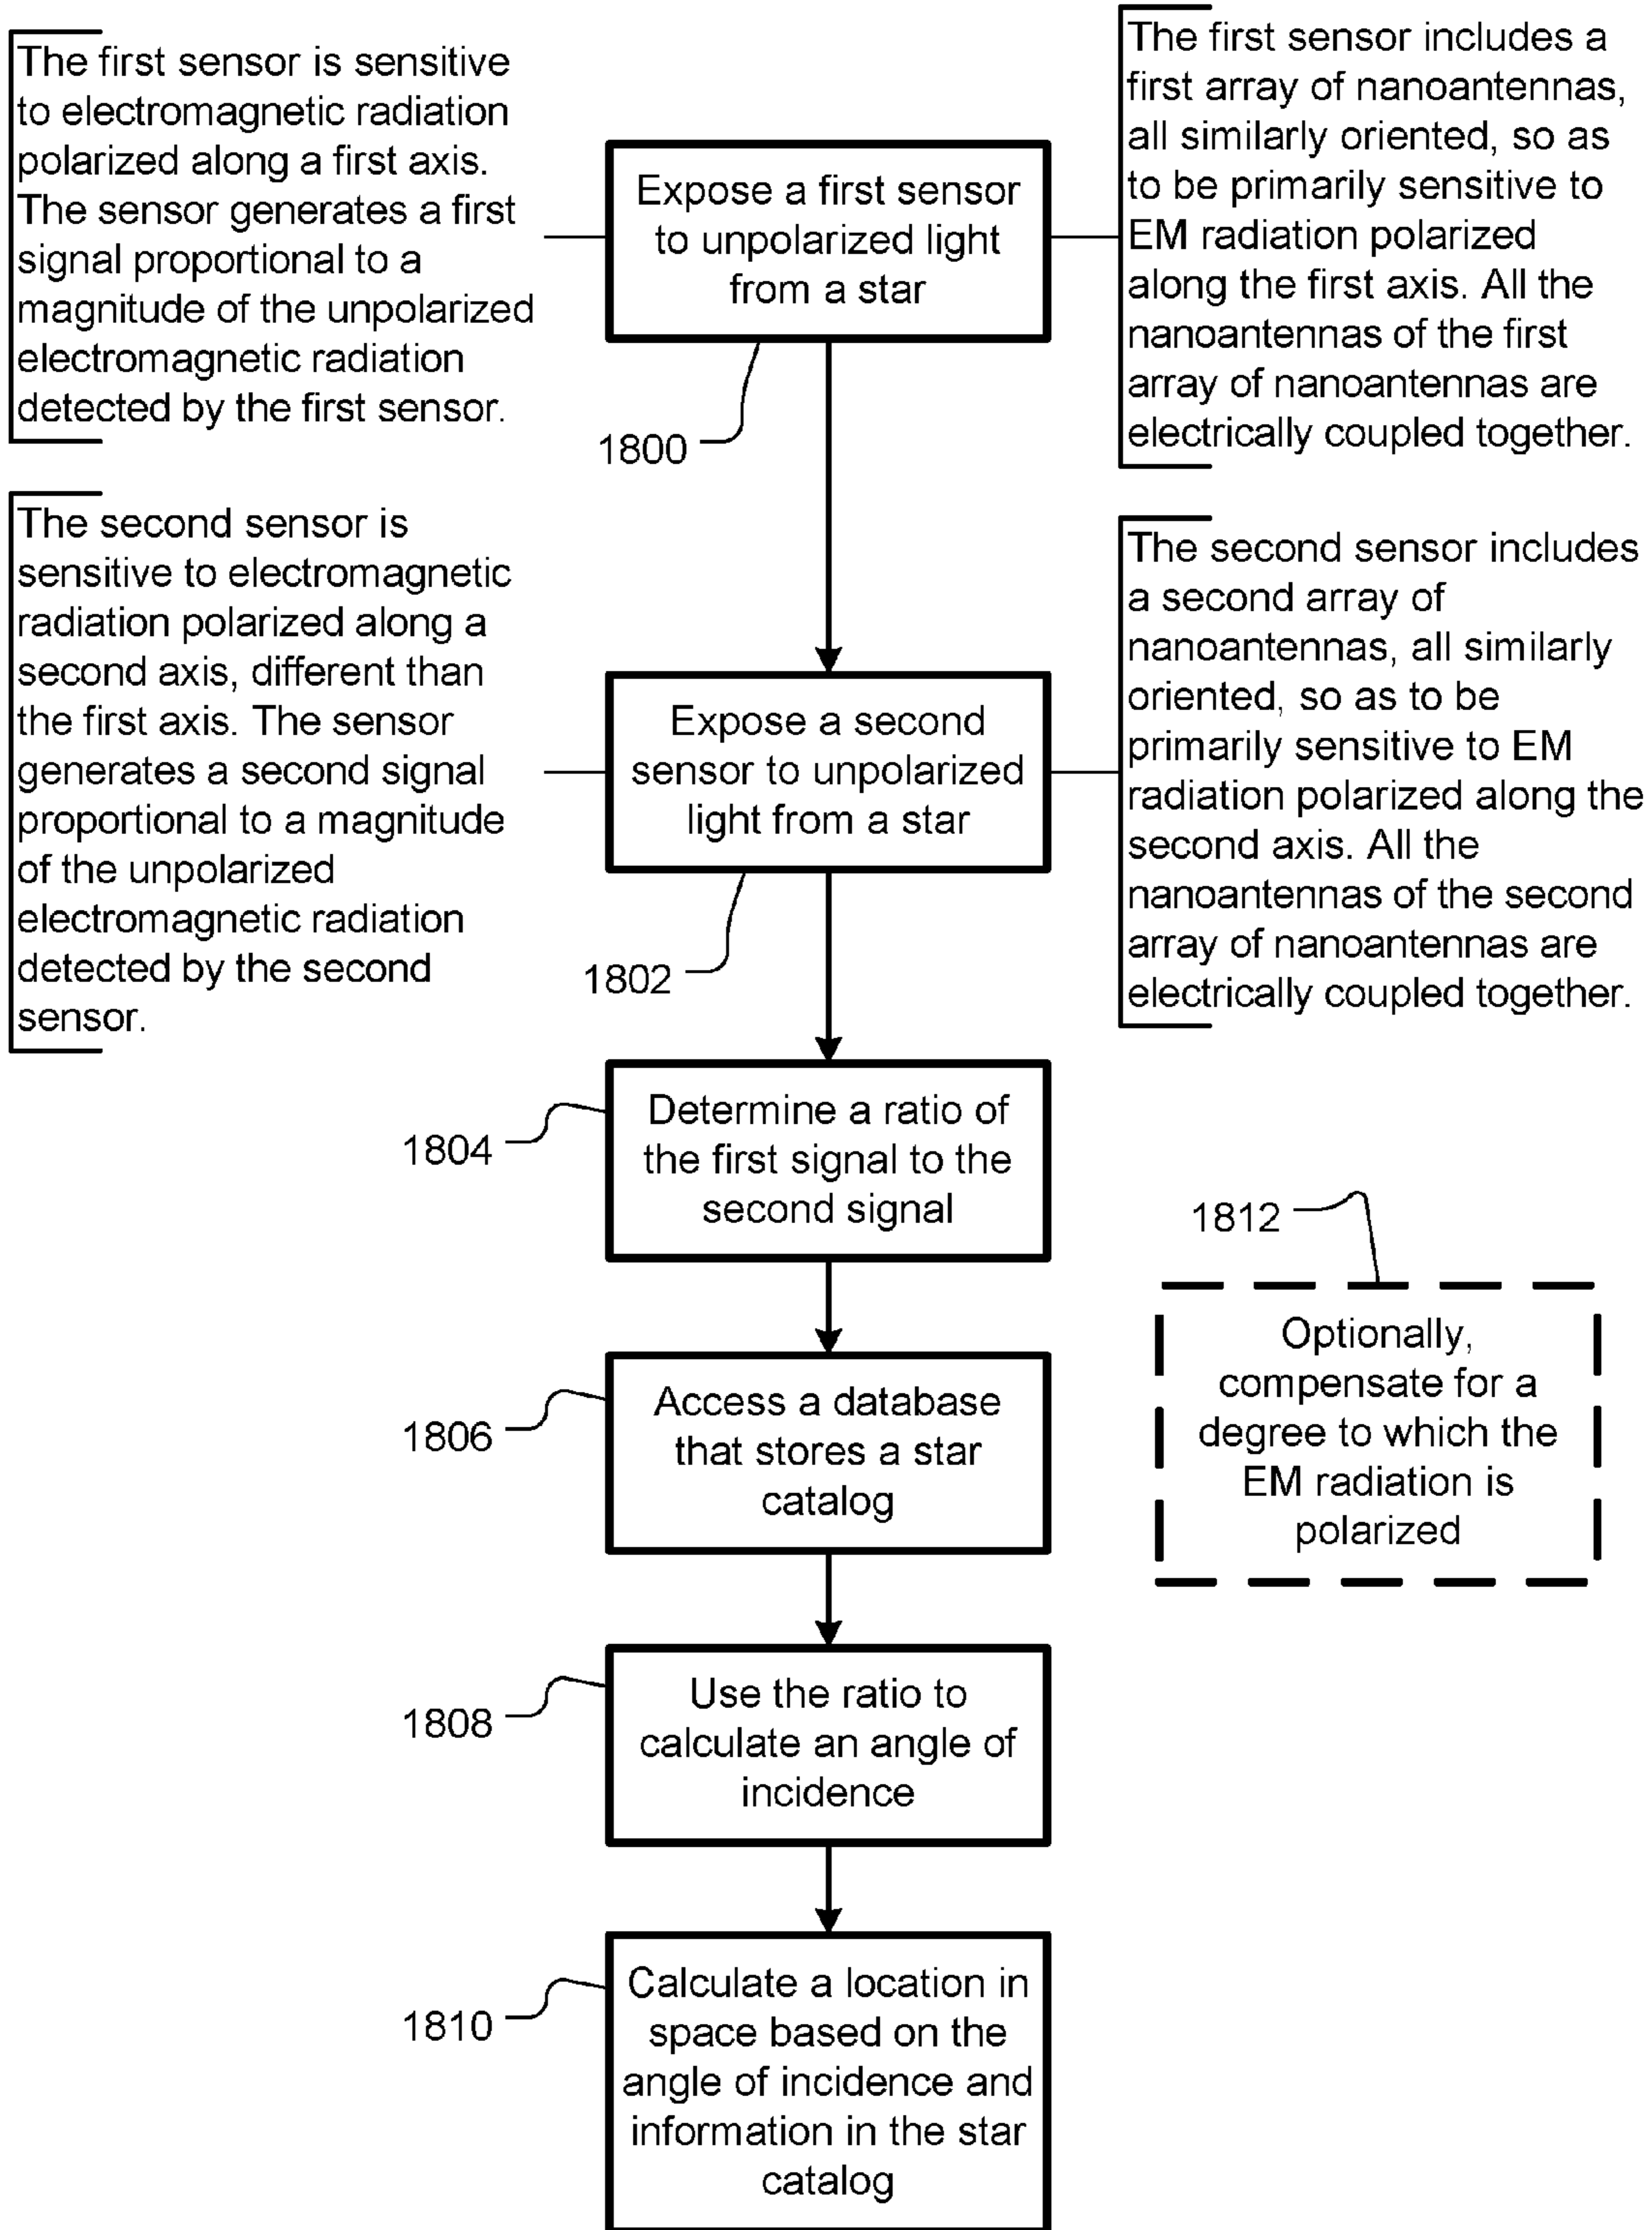 The first sensor is sensitive
to electromagnetic radiation
polarized along a first axis.
The sensor generates a first
signal proportional to a
magnitude of the unpolarized
electromagnetic radiation
detected by the first sensor.
Expose a first sensor
to unpolarized light
from a star
1800
The first sensor includes a
first array of nanoantennas,
all similarly oriented, so as
to be primarily sensitive to
EM radiation polarized
along the first axis. All the
nanoantennas of the first
array of nanoantennas are
electrically coupled together.
The second sensor is
sensitive to electromagnetic
radiation polarized along a
second axis, different than
the first axis. The sensor
generates a second signal
proportional to a magnitude
of the unpolarized
electromagnetic radiation
detected by the second
sensor.
Expose a second
sensor to unpolarized
light from a star
1802
The second sensor includes
a second array of
nanoantennas, all similarly
oriented, so as to be
primarily sensitive to EM
radiation polarized along the
second axis. All the
nanoantennas of the second
array of nanoantennas are
electrically coupled together.
1804
Determine a ratio of
the first signal to the
second signal
1812
Optionally,
compensate for a
degree to which the
EM radiation is
polarized
1806
Access a database
that stores a star
catalog
1808
Use the ratio to
calculate an angle of
incidence
1810
Calculate a location in
space based on the
angle of incidence and
information in the star
catalog